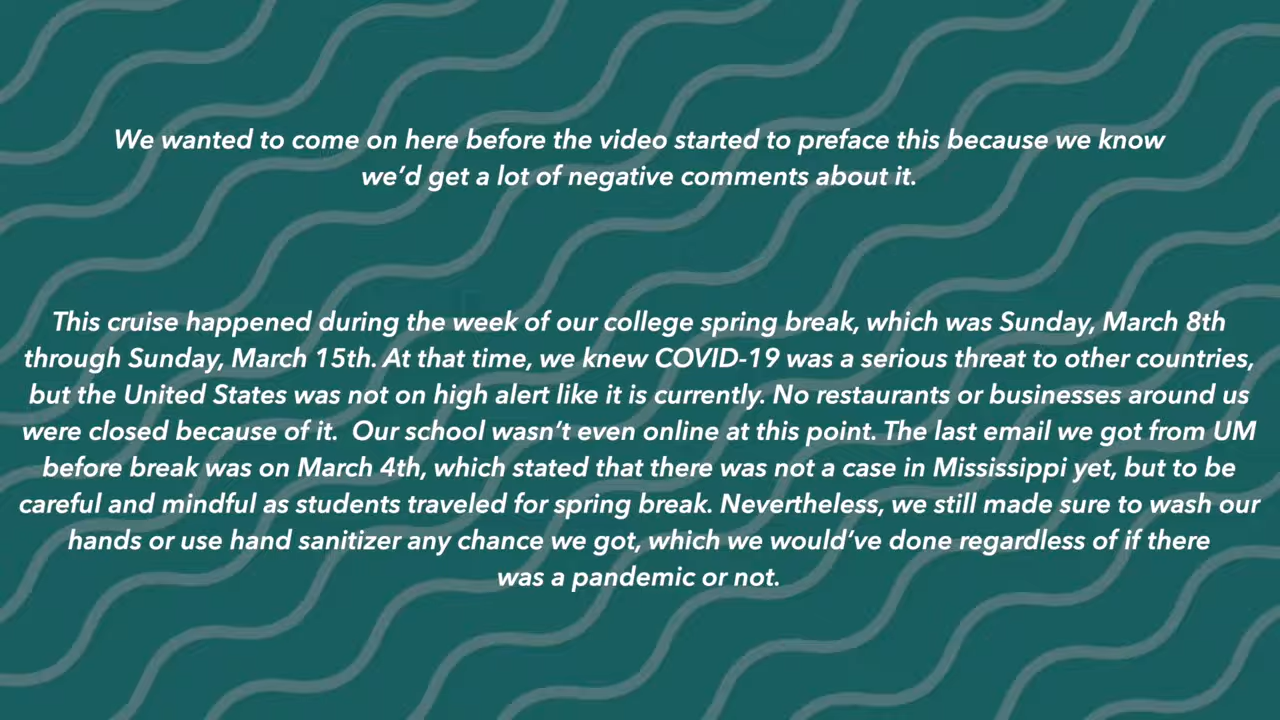 We wanted to come on here before the video started to preface this because we know
we’d get a lot of negative comments about it.
This cruise happened during the week of our college spring break, which was Sunday, March 8th
through Sunday, March 15th. At that time, we knew COVID-19 was a serious threat to other countries,
but the United States was not on high alert like it is currently. No restaurants or businesses around us
were closed because of it.  Our school wasn’t even online at this point. The last email we got from UM
before break was on March 4th, which stated that there was not a case in Mississippi yet, but to be
careful and mindful as students traveled for spring break. Nevertheless, we still made sure to wash our
hands or use hand sanitizer any chance we got, which we would’ve done regardless of if there
was a pandemic or not.